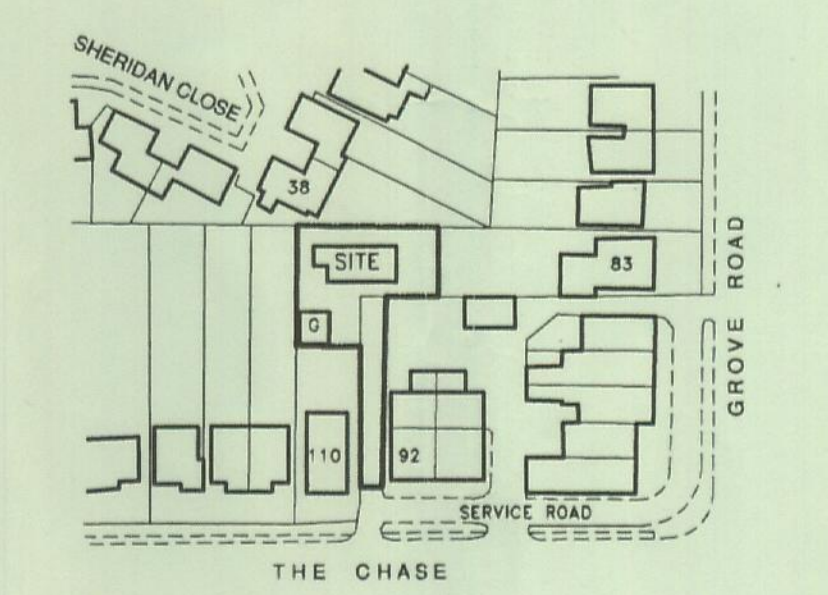 SHERIDAN CLOSE
38
SITE
83
G
GROVE ROAD
110
92
SERVICE ROAD
THE CHASE